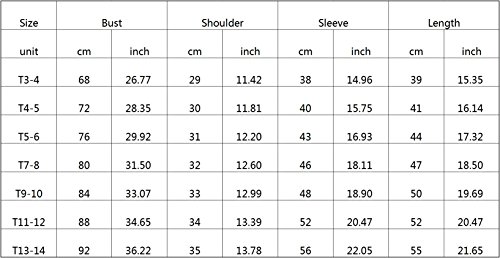 Size Bust Shoulder Sleeve Length
unit cm inch cm inch cm inch cm inch
T3-4 68 26.77 29 11.42 38 14.96 39 15.35
T4-5 72 28.35 30 11.81 40 15.75 41 16.14
T5-6 76 29.92 31 12.20 43 16.93 44 17.32
T7-8 80 31.50 32 12.60 46 18.11 47 18.50
T9-10 84 33.07 33 12.99 48 18.90 50 19.69
T11-12 88 34.65 34 13.39 52 20.47 52 20.47
T13-14 92 36.22 35 13.78 56 22.05 55 21.65